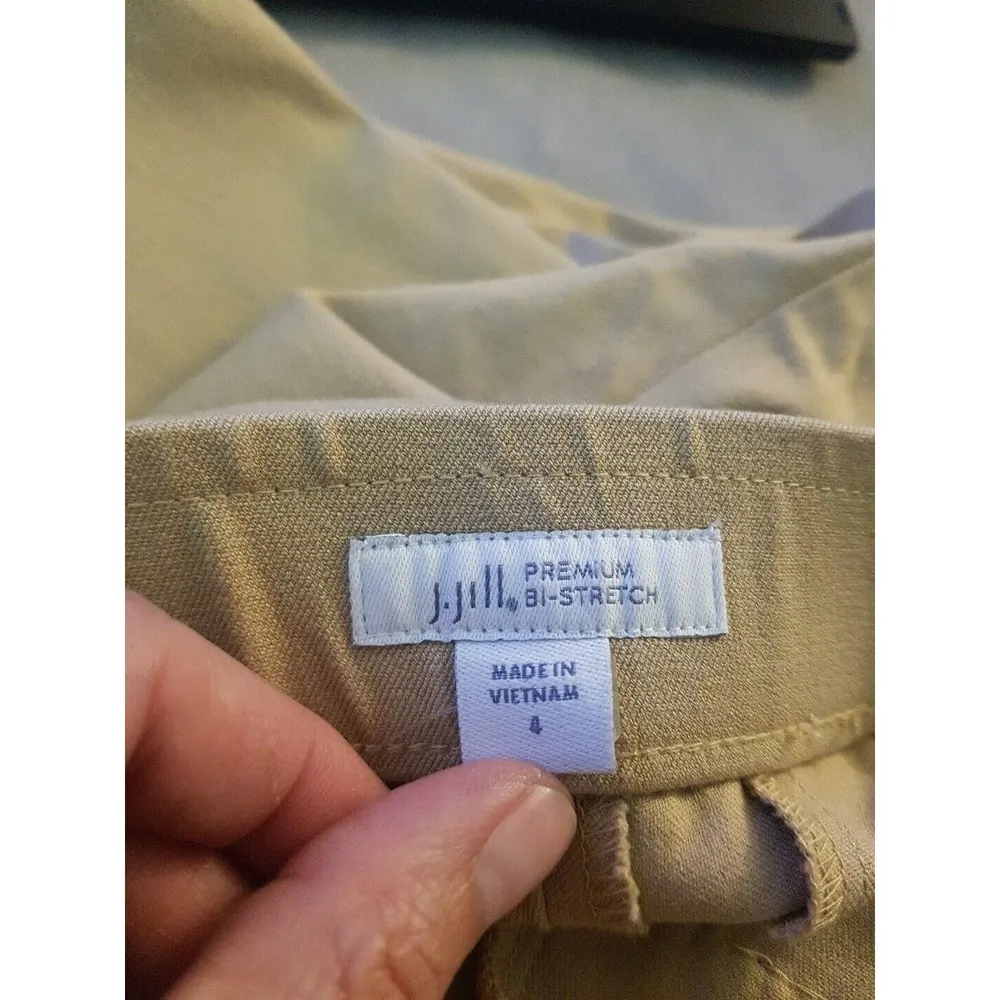 J.Jill® PREMIUM
BI-STRETCH
MADE IN
VIETNAM
4